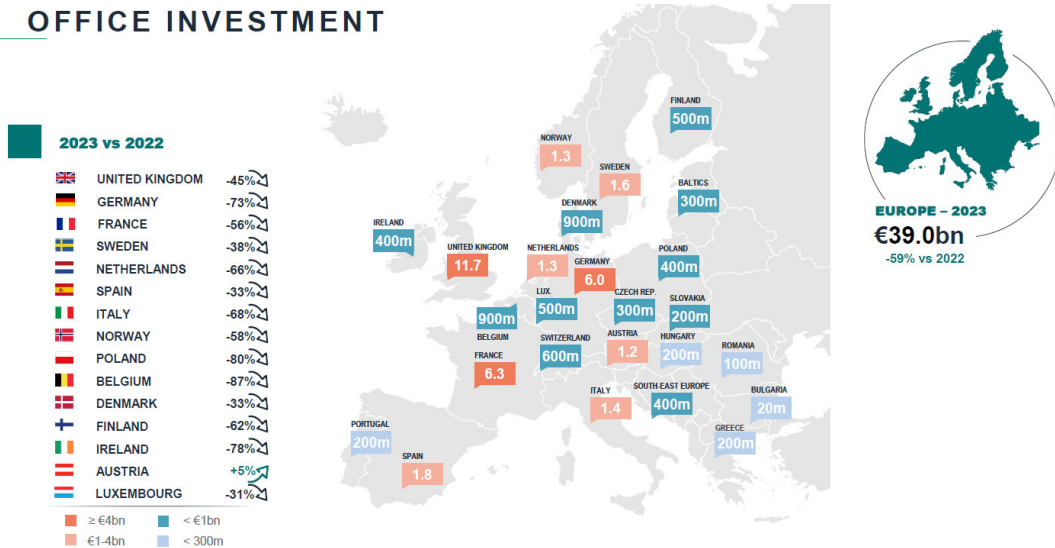 OFFICE INVESTMENT
2023 vs 2022
UNITED KINGDOM -45%
GERMANY -73%
FRANCE -56%
SWEDEN -38%
NETHERLANDS -66%
SPAIN -33%
ITALY -68%
NORWAY -58%
POLAND -80%
BELGIUM -87%
DENMARK -33%
FINLAND -62%
IRELAND -78%
AUSTRIA +5%
LUXEMBOURG -31%
≥ €4bn
< €1bn
€1-4bn
< 300m
FINLAND
500m
NORWAY
1.3
SWEDEN
1.6
BALTICS
300m
DENMARK
900m
IRELAND
400m
UNITED KINGDOM
11.7
NETHERLANDS
1.3
GERMANY
6.0
POLAND
400m
LUX.
500m
CZECH REP.
300m
SLOVAKIA
200m
900m
BELGIUM
FRANCE
6.3
SWITZERLAND
600m
AUSTRIA
1.2
HUNGARY
200m
ROMANIA
100m
ITALY
1.4
SOUTH-EAST EUROPE
400m
BULGARIA
20m
GREECE
200m
PORTUGAL
200m
SPAIN
1.8
EUROPE – 2023
€39.0bn
-59% vs 2022